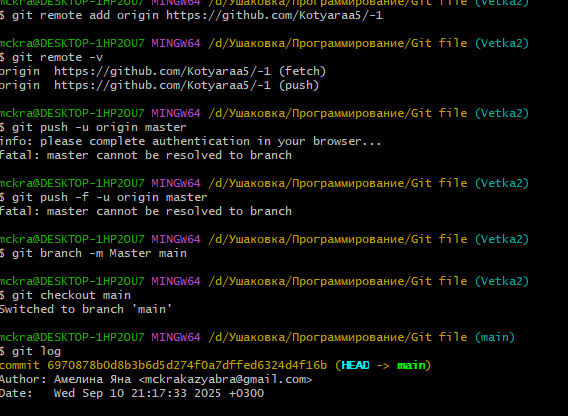 mckra@DESKTOP-1HP2OU7 MINGW64 /d/Ушаковка/Программирование/Git file (Vetka2)
$ git remote add origin https://github.com/Kotyaraa5/-1
mckra@DESKTOP-1HP2OU7 MINGW64 /d/Ушаковка/Программирование/Git file (Vetka2)
$ git remote -v
origin  https://github.com/Kotyaraa5/-1 (fetch)
origin  https://github.com/Kotyaraa5/-1 (push)
mckra@DESKTOP-1HP2OU7 MINGW64 /d/Ушаковка/Программирование/Git file (Vetka2)
$ git push -u origin master
info: please complete authentication in your browser...
fatal: master cannot be resolved to branch
mckra@DESKTOP-1HP2OU7 MINGW64 /d/Ушаковка/Программирование/Git file (Vetka2)
$ git push -f -u origin master
fatal: master cannot be resolved to branch
mckra@DESKTOP-1HP2OU7 MINGW64 /d/Ушаковка/Программирование/Git file (Vetka2)
$ git branch -m Master main
mckra@DESKTOP-1HP2OU7 MINGW64 /d/Ушаковка/Программирование/Git file (Vetka2)
$ git checkout main
Switched to branch 'main'
mckra@DESKTOP-1HP2OU7 MINGW64 /d/Ушаковка/Программирование/Git file (main)
$ git log
commit 6970878b0d8b3b6d5d274f0a7dffed6324d4f16b (HEAD -> main)
Author: Амелина Яна <mckrakazyabra@gmail.com>
Date:   Wed Sep 10 21:17:33 2025 +0300